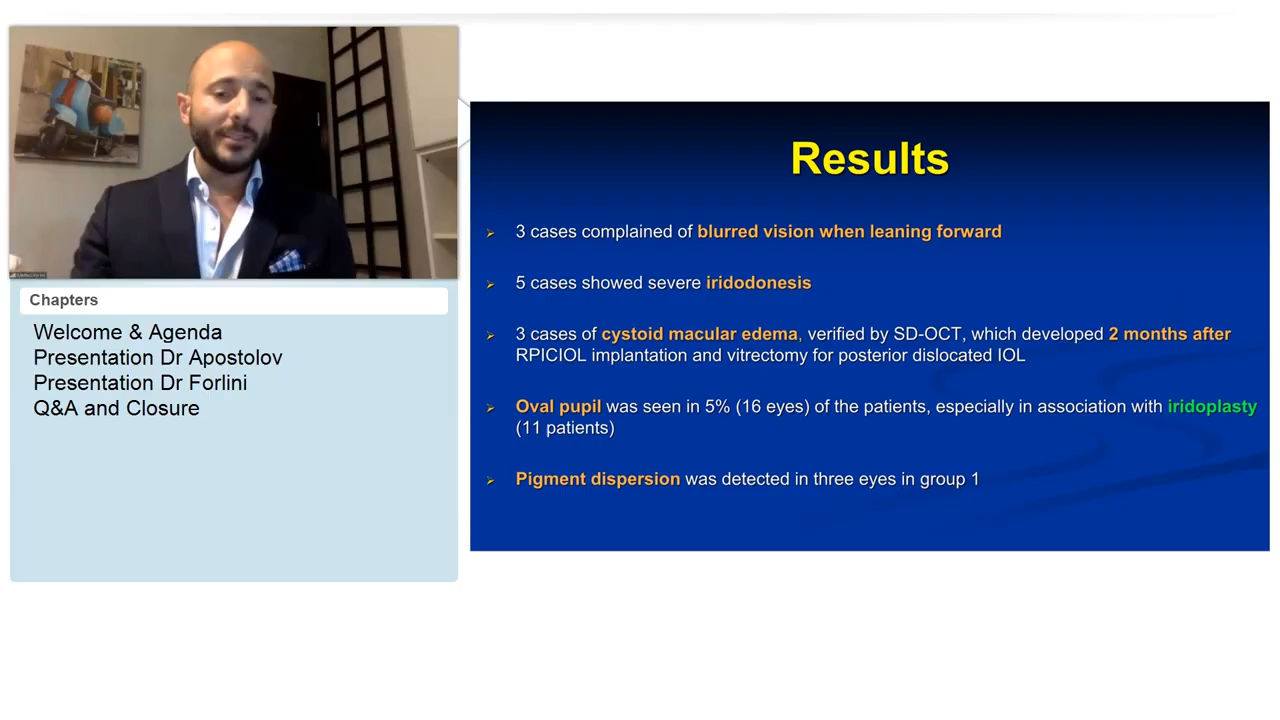 Chapters
Welcome & Agenda
Presentation Dr Apostolov
Presentation Dr Forlini
Q&A and Closure
Results
3 cases complained of blurred vision when leaning forward
5 cases showed severe iridodonesis
3 cases of cystoid macular edema, verified by SD-OCT, which developed 2 months after
RPICIOL implantation and vitrectomy for posterior dislocated IOL
Oval pupil was seen in 5% (16 eyes) of the patients, especially in association with iridoplasty
(11 patients)
Pigment dispersion was detected in three eyes in group 1